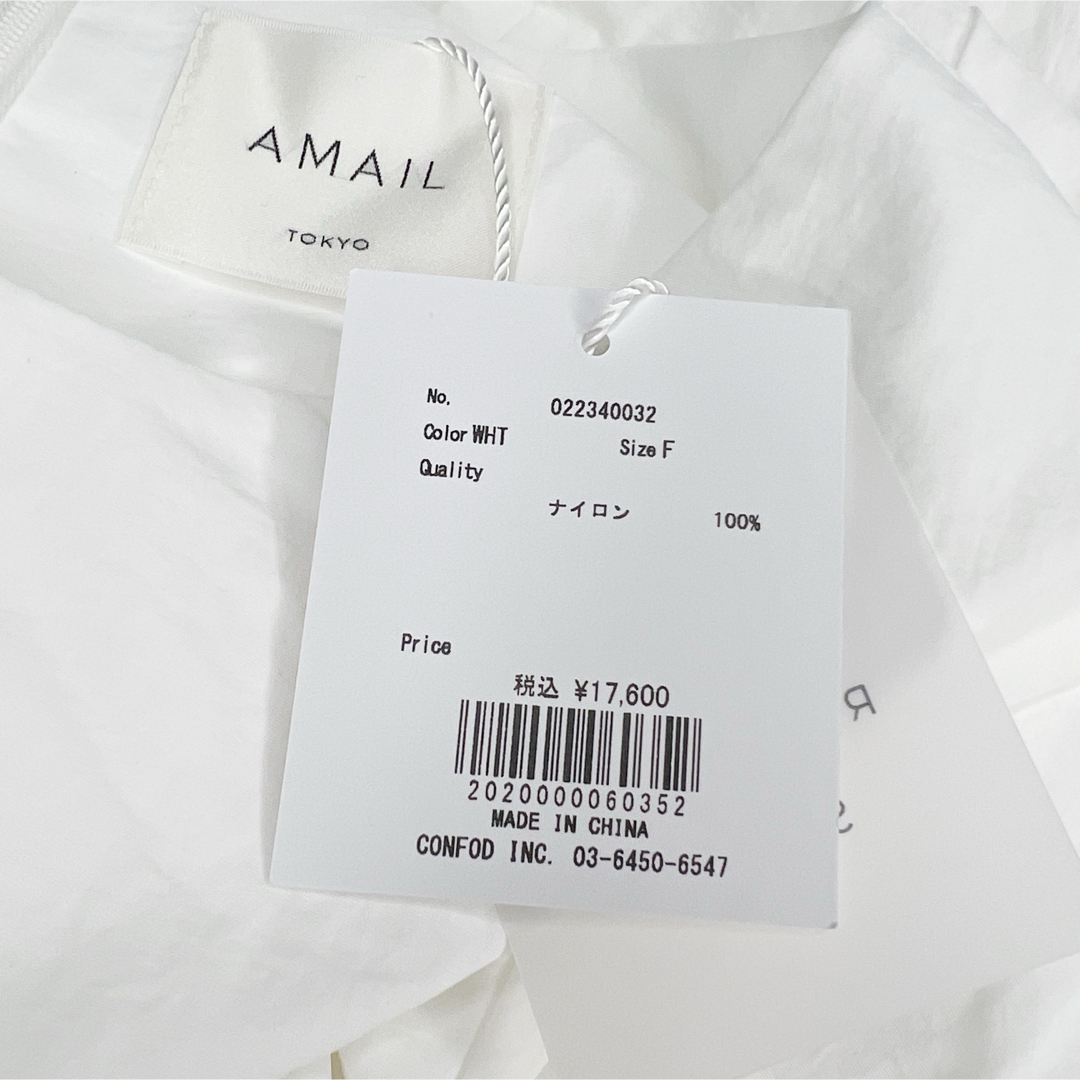 AMAIL
TOKYO
No. 022340032
Color WHT Size F
Quality
ナイロン 100%
Price
税込 ¥17,600
2020000060352
MADE IN CHINA
CONFOD INC. 03-6450-6547
R